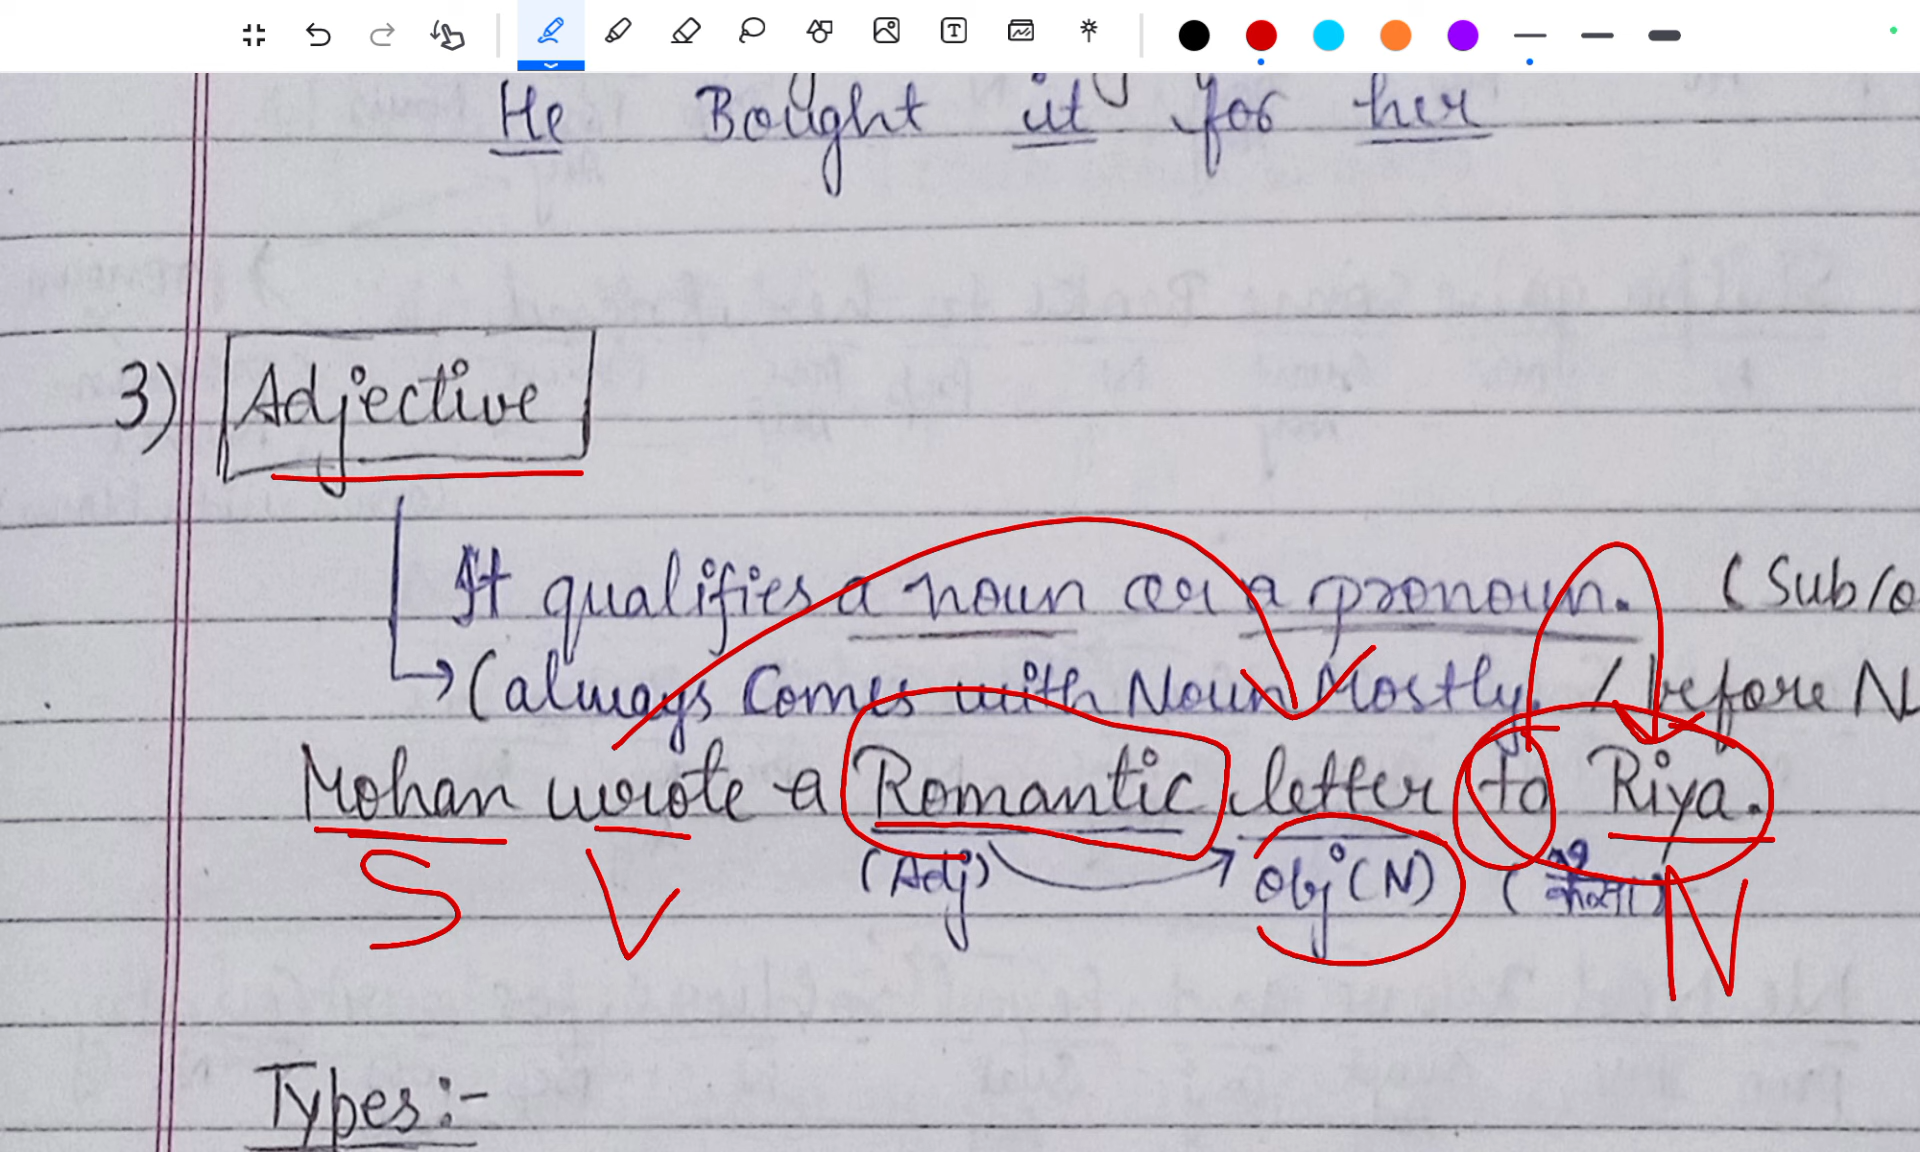 He Bought it for her
3) Adjective
It qualifies a noun or a pronoun. (Sub/o
→ (always Comes with Noun Mostly. / before N
Mohan wrote a Romantic letter to Riya.
(Adj) obj (N) (
S V N
Types:-